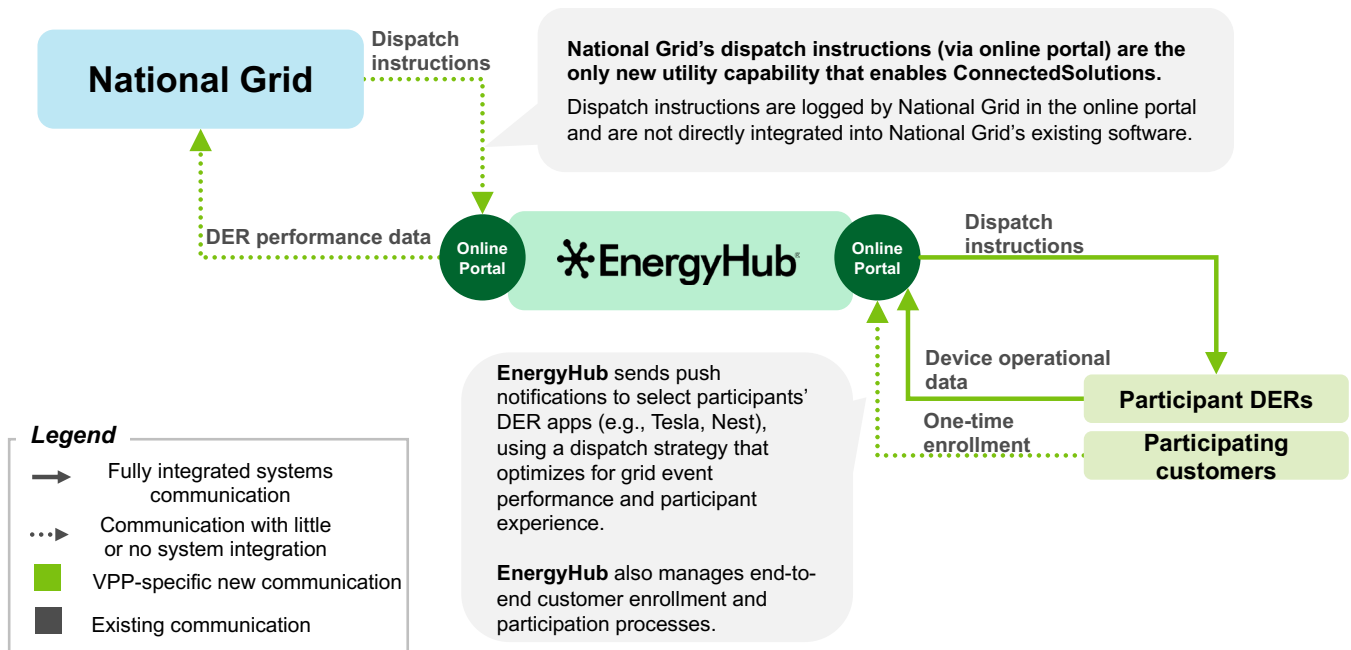 National Grid
Dispatch
instructions
National Grid’s dispatch instructions (via online portal) are the
only new utility capability that enables ConnectedSolutions.
Dispatch instructions are logged by National Grid in the online portal
and are not directly integrated into National Grid’s existing software.
DER performance data
Online
Portal
EnergyHub
Online
Portal
Dispatch
instructions
Device operational
data
One-time
enrollment
Participant DERs
Participating
customers
EnergyHub sends push
notifications to select participants’
DER apps (e.g., Tesla, Nest),
using a dispatch strategy that
optimizes for grid event
performance and participant
experience.
EnergyHub also manages end-to-
end customer enrollment and
participation processes.
Legend
Fully integrated systems
communication
Communication with little
or no system integration
VPP-specific new communication
Existing communication